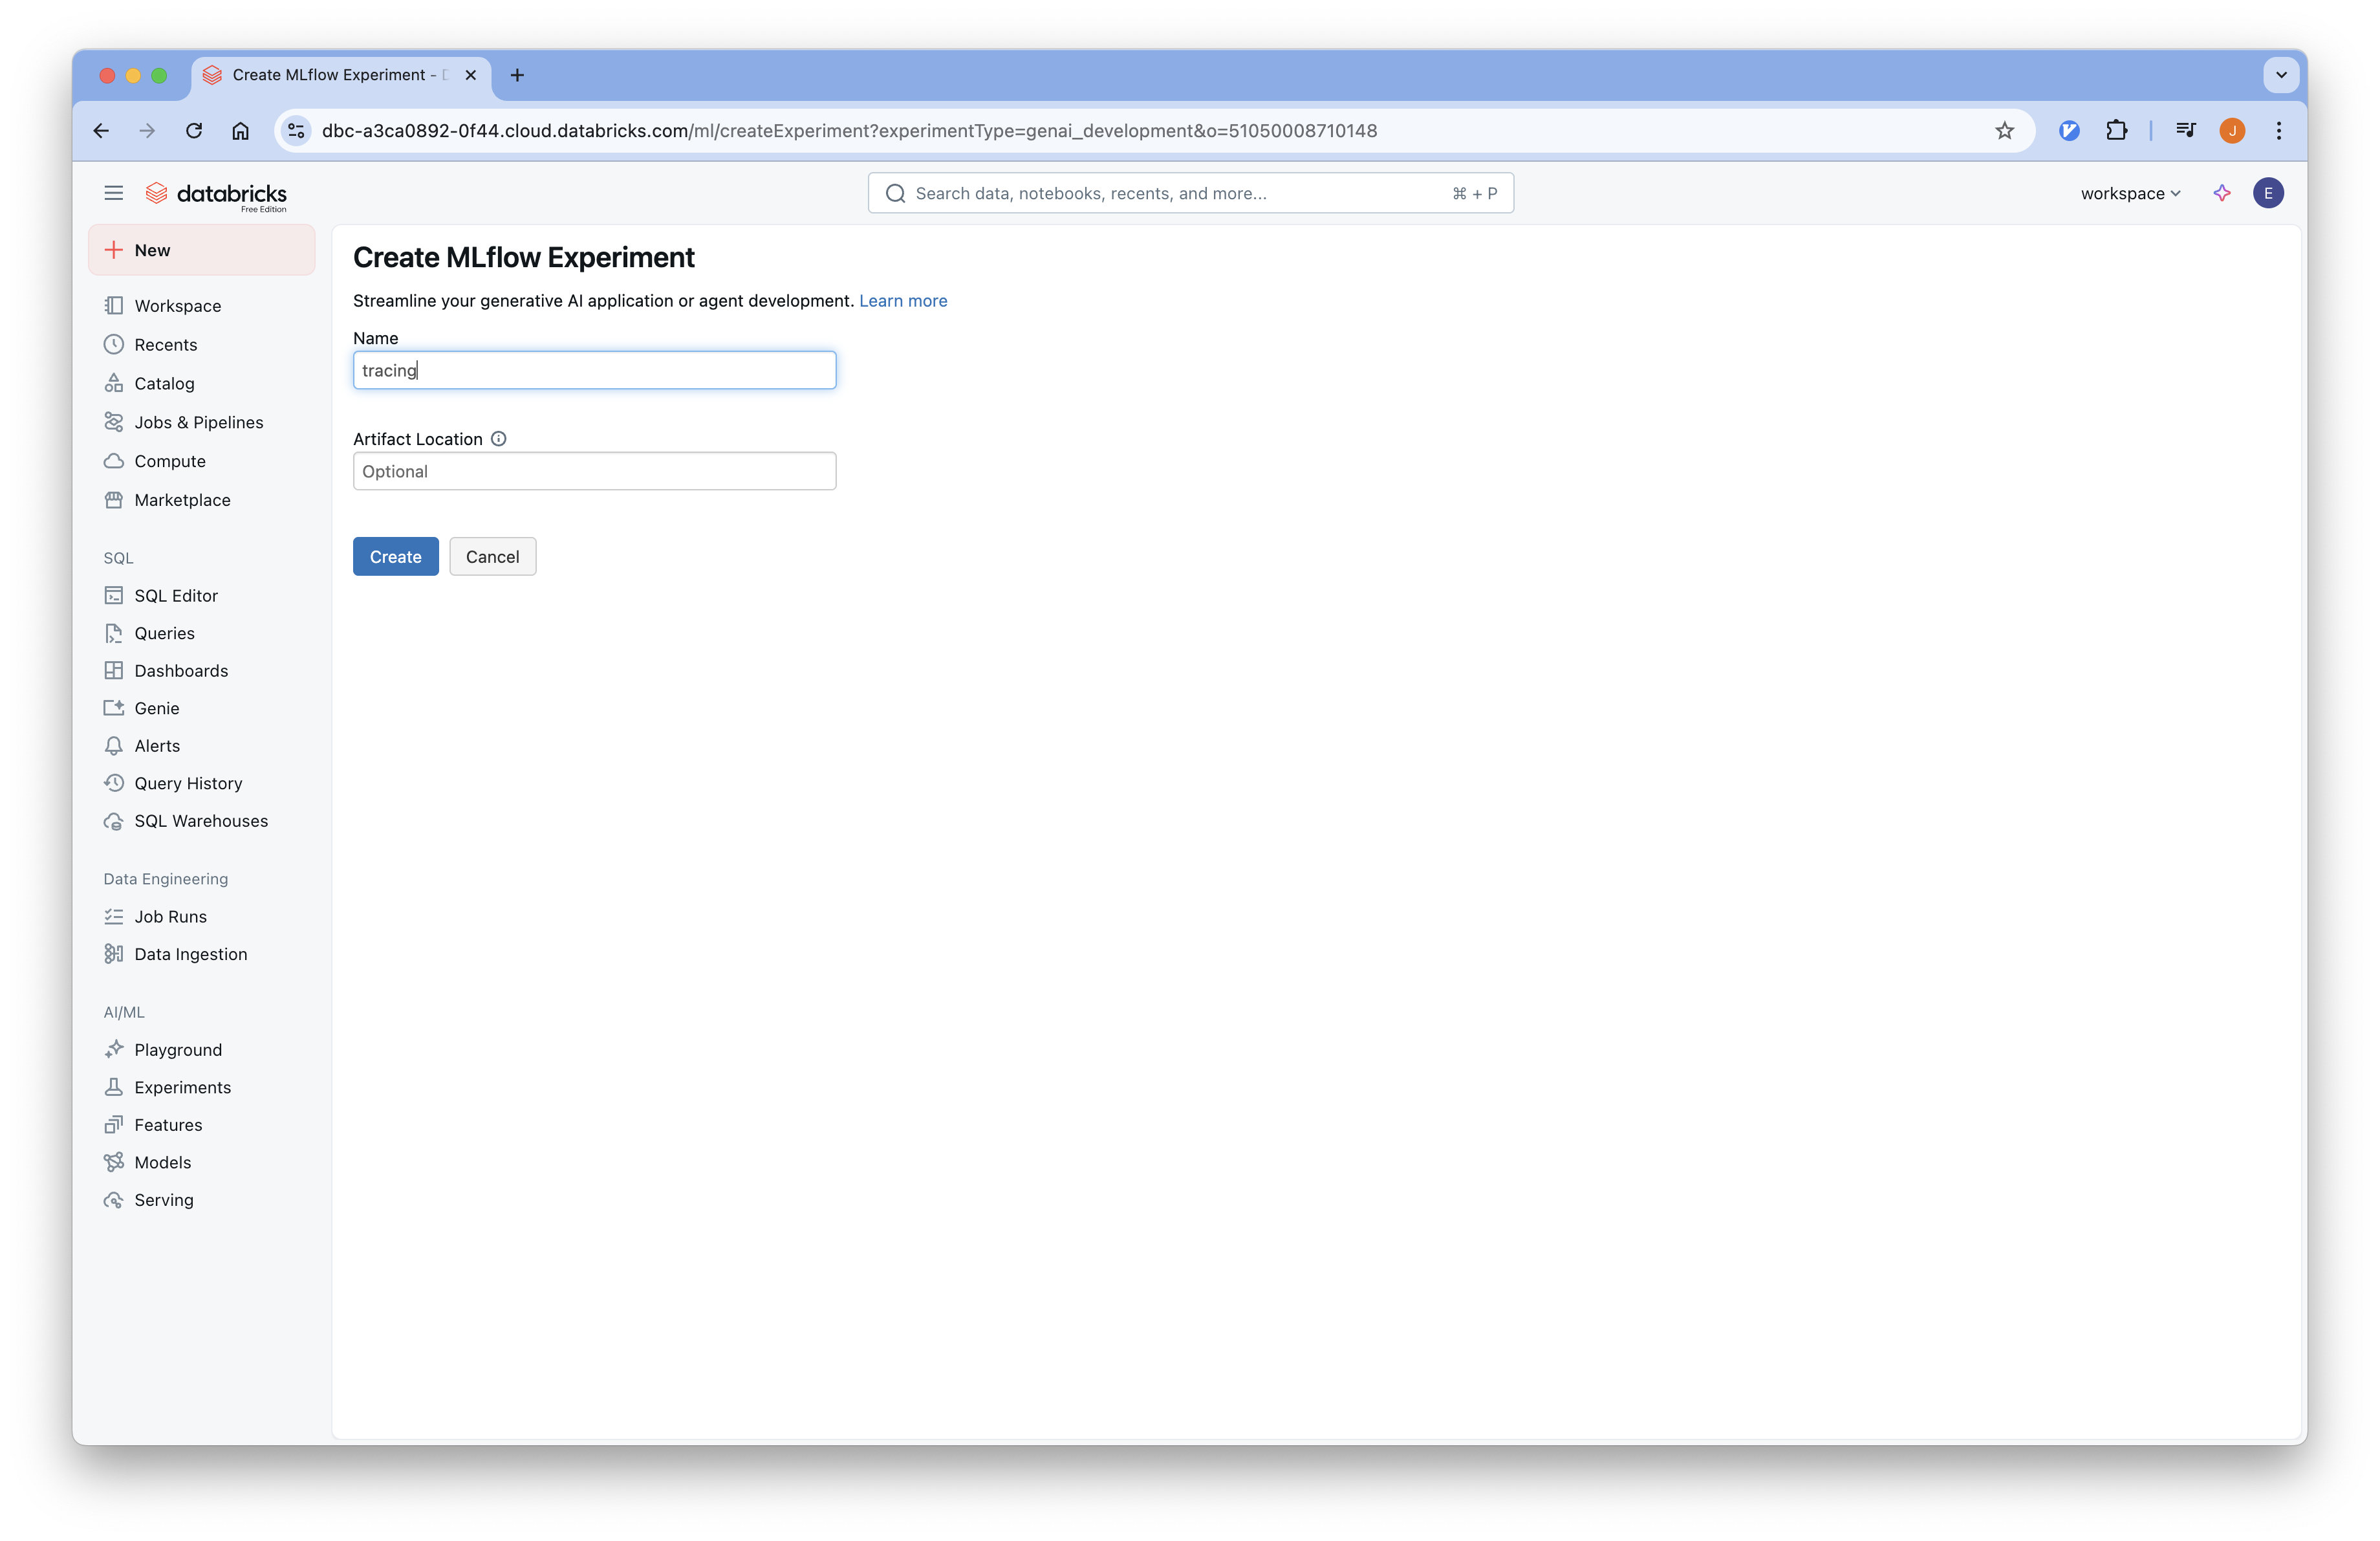 Create MLflow Experiment -
dbc-a3ca0892-0f44.cloud.databricks.com/ml/createExperiment?experimentType=genai_development&o=51050008710148
J
databricks
Free Edition
Search data, notebooks, recents, and more...
⌘ + P
workspace
E
New
Workspace
Recents
Catalog
Jobs & Pipelines
Compute
Marketplace
SQL
SQL Editor
Queries
Dashboards
Genie
Alerts
Query History
SQL Warehouses
Data Engineering
Job Runs
Data Ingestion
AI/ML
Playground
Experiments
Features
Models
Serving
Create MLflow Experiment
Streamline your generative AI application or agent development. Learn more
Name
tracing
Artifact Location
Optional
Create
Cancel